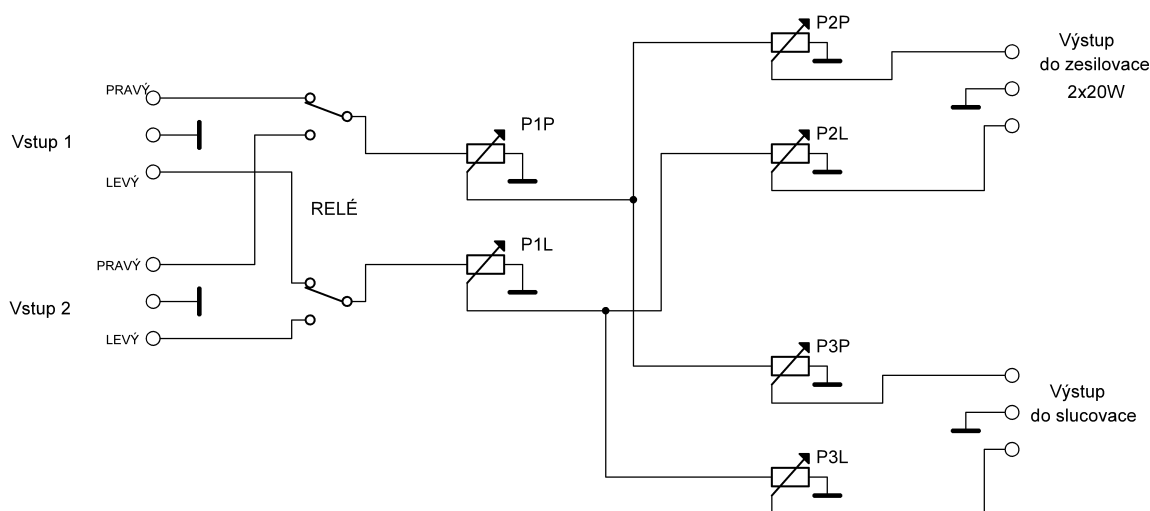 P2P
Výstup
do zesilovace
2x20W
PRAVÝ
Vstup 1
P1P
P2L
LEVÝ
RELÉ
P1L
PRAVÝ
Vstup 2
LEVÝ
P3P
Výstup
do slucovace
P3L